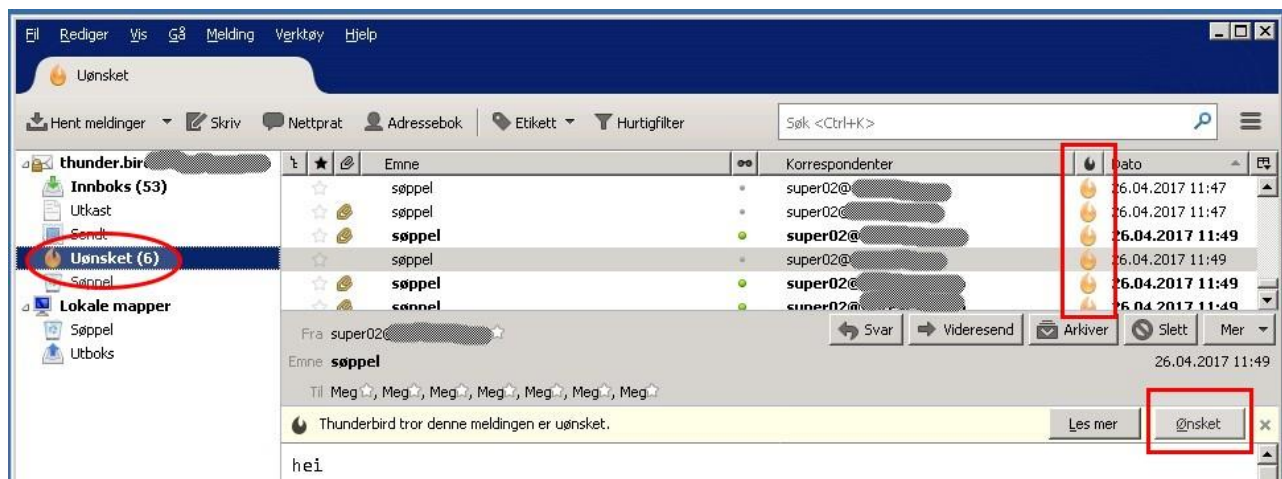 Fil Rediger Vis Gå Melding Verktøy Hjelp
Uønsket
Hent meldinger Skriv Nettprat Adressebok Etikett Hurtigfilter Søk <Ctrl+K>
thunder.bir
Innboks (53)
Utkast
Sendt
Uønsket (6)
Søppel
Lokale mapper
Søppel
Utboks
Emne Korrespondenter Dato
søppel super02@ 26.04.2017 11:47
søppel super02@ 26.04.2017 11:47
søppel super02@ 26.04.2017 11:49
søppel super02@ 26.04.2017 11:49
søppel super02@ 26.04.2017 11:49
søppel super02@ 26.04.2017 11:49
Fra super02@ Svar Videresend Arkiver Slett Mer
Emne søppel 26.04.2017 11:49
Til Meg, Meg, Meg, Meg, Meg, Meg, Meg
Thunderbird tror denne meldingen er uønsket. Les mer Ønsket
hei